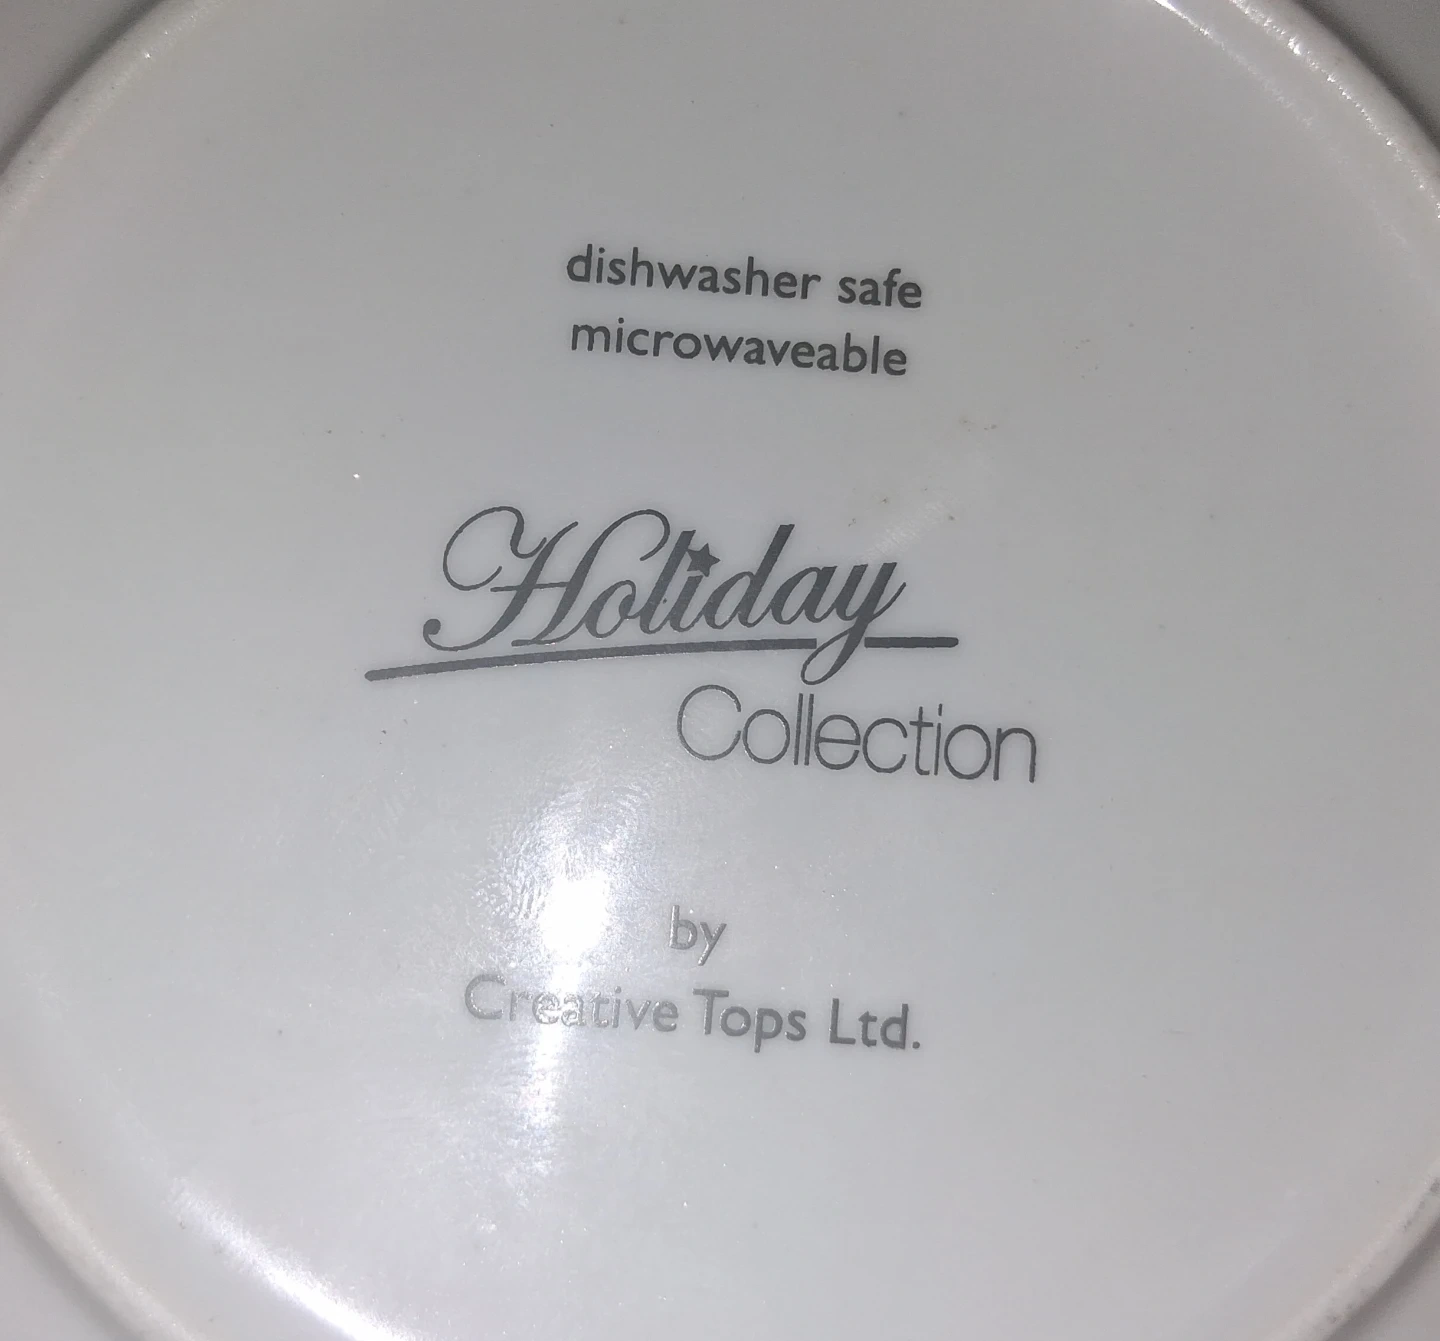 dishwasher safe
microwaveable
Holiday
Collection
by
Creative Tops Ltd.